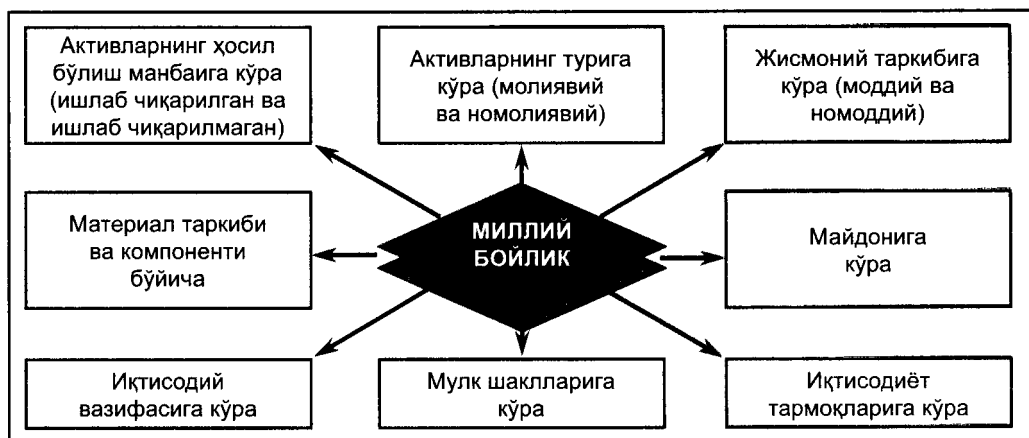 Активларнинг ҳосил
бўлиш манбаига кўра
(ишлаб чиқарилган ва
ишлаб чиқарилмаган)
Активларнинг турига
кўра (молиявий
ва номолиявий)
Жисмоний таркибига
кўра (моддий ва
номоддий)
Материал таркиби
ва компоненти
бўйича
МИЛЛИЙ
БОЙЛИК
Майдонига
кўра
Иқтисодий
вазифасига кўра
Мулк шаклларига
кўра
Иқтисодиёт
тармоқларига кўра